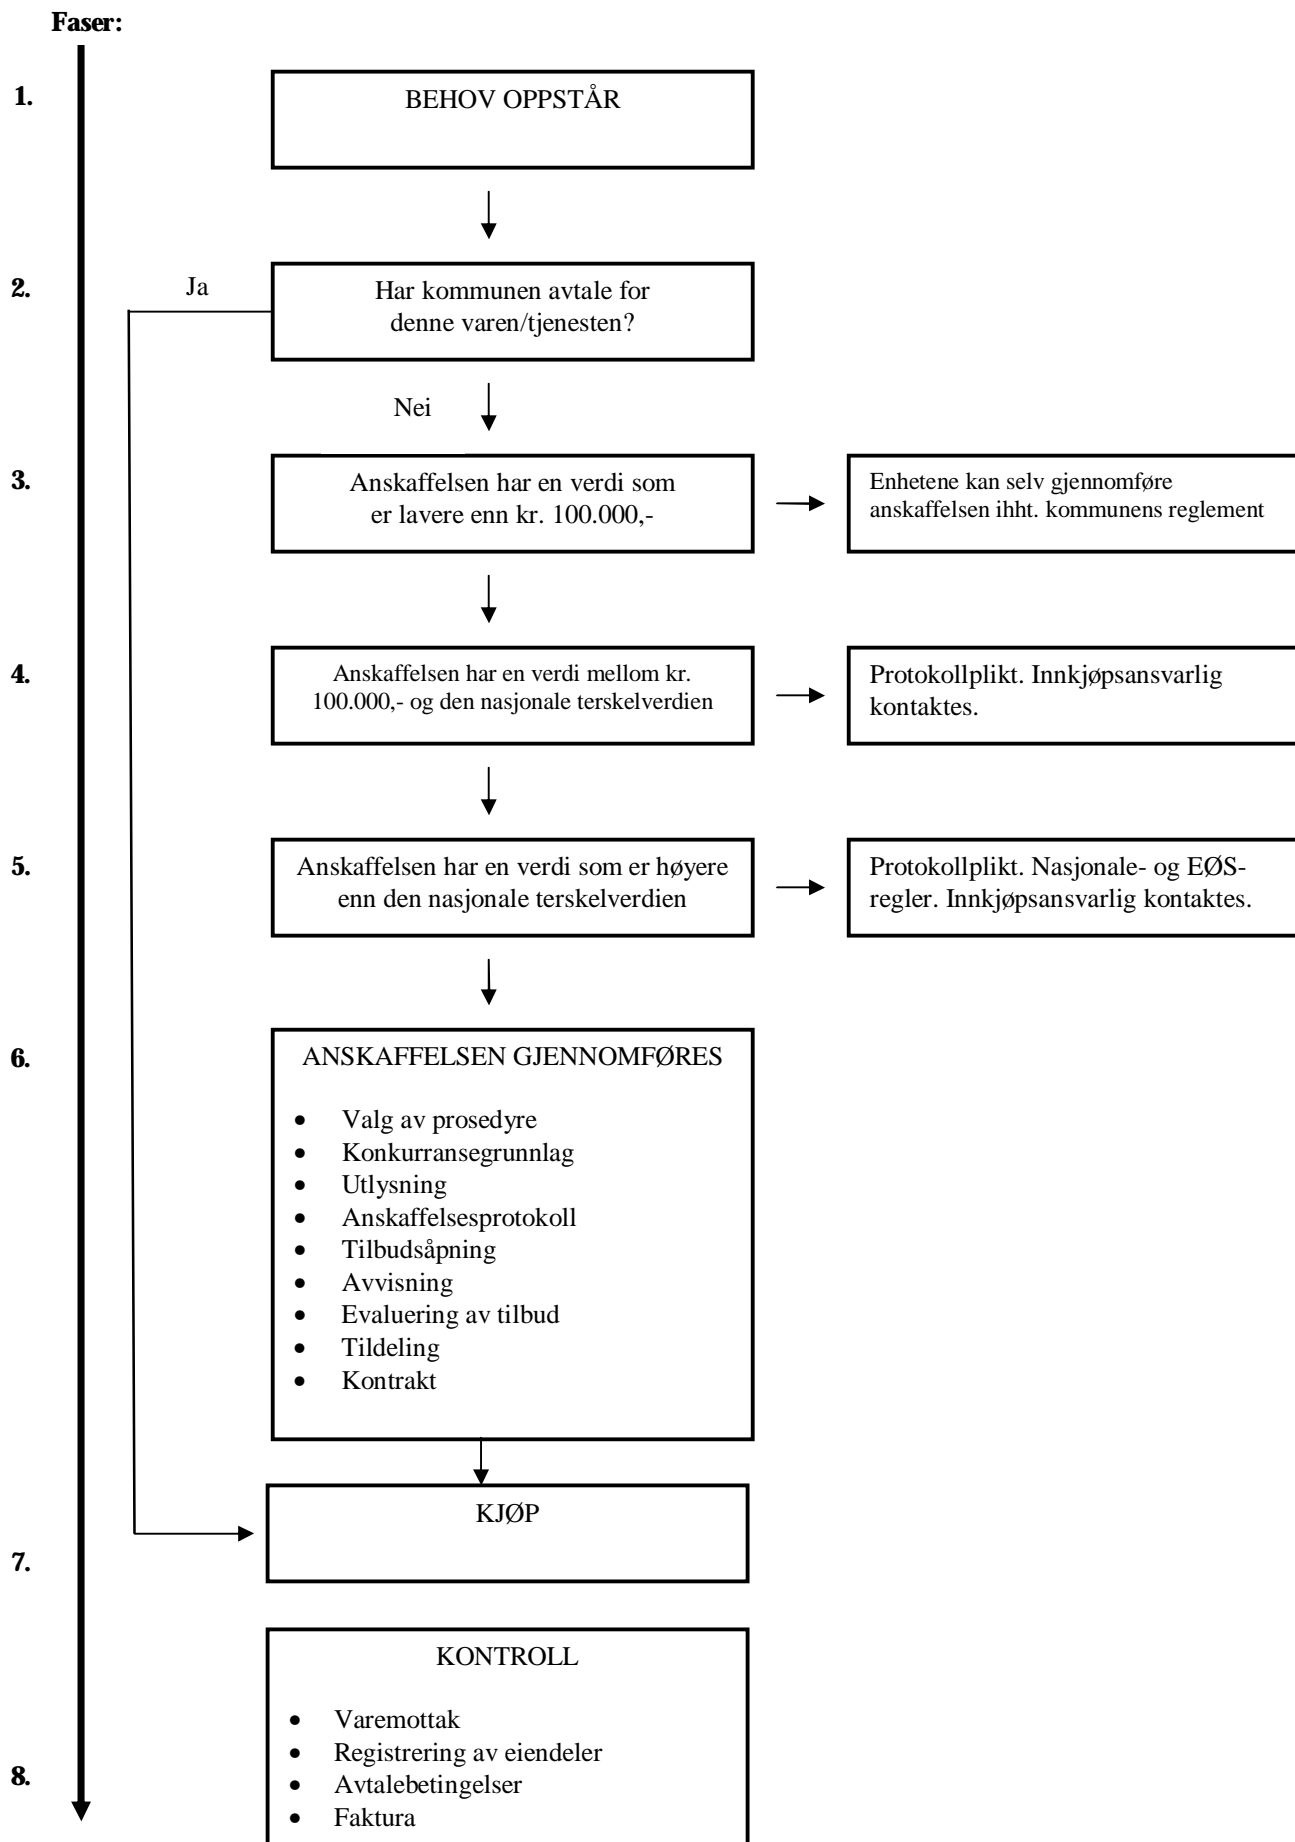 Faser:
1.
BEHOV OPPSTÅR
2.
Ja
Har kommunen avtale for
denne varen/tjenesten?
Nei
3.
Anskaffelsen har en verdi som
er lavere enn kr. 100.000,-
Enhetene kan selv gjennomføre
anskaffelsen ihht. kommunens reglement
4.
Anskaffelsen har en verdi mellom kr.
100.000,- og den nasjonale terskelverdien
Protokollplikt. Innkjøpsansvarlig
kontaktes.
5.
Anskaffelsen har en verdi som er høyere
enn den nasjonale terskelverdien
Protokollplikt. Nasjonale- og EØS-
regler. Innkjøpsansvarlig kontaktes.
6.
ANSKAFFELSEN GJENNOMFØRES
• Valg av prosedyre
• Konkurransegrunnlag
• Utlysning
• Anskaffelsesprotokoll
• Tilbudsåpning
• Avvisning
• Evaluering av tilbud
• Tildeling
• Kontrakt
KJØP
7.
KONTROLL
• Varemottak
• Registrering av eiendeler
8.
• Avtalebetingelser
• Faktura